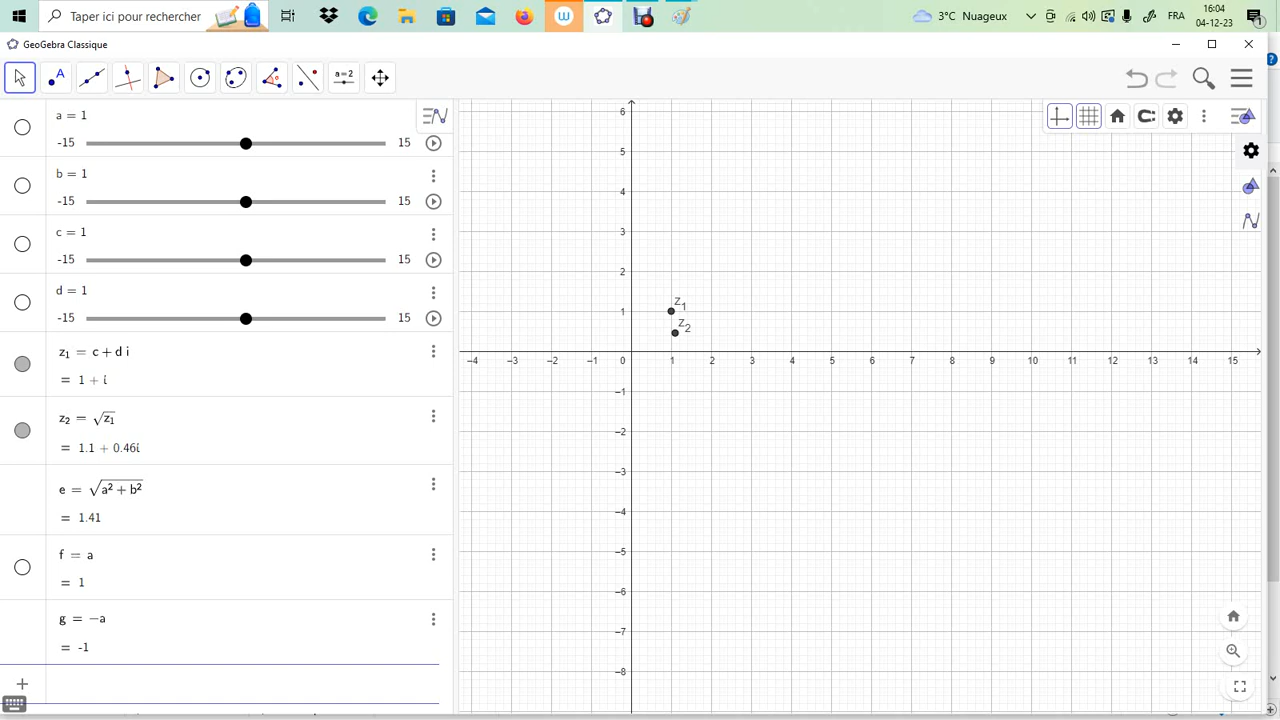 Taper ici pour rechercher
W
3°C Nuageux
FRA
16:04
04-12-23
1
GeoGebra Classique
A
a=2
a = 1
-15
15
b = 1
-15
15
c = 1
-15
15
d = 1
-15
15
z₁ = c + d i
= 1 + i
z₂ = √z₁
= 1.1 + 0.46i
e = √a² + b²
= 1.41
f = a
= 1
g = −a
= -1
+
6
5
4
3
2
1
−4 −3 −2 −1 0 1 2 3 4 5 6 7 8 9 10 11 12 13 14 15
−1
−2
−3
−4
−5
−6
−7
−8
z₁
z₂